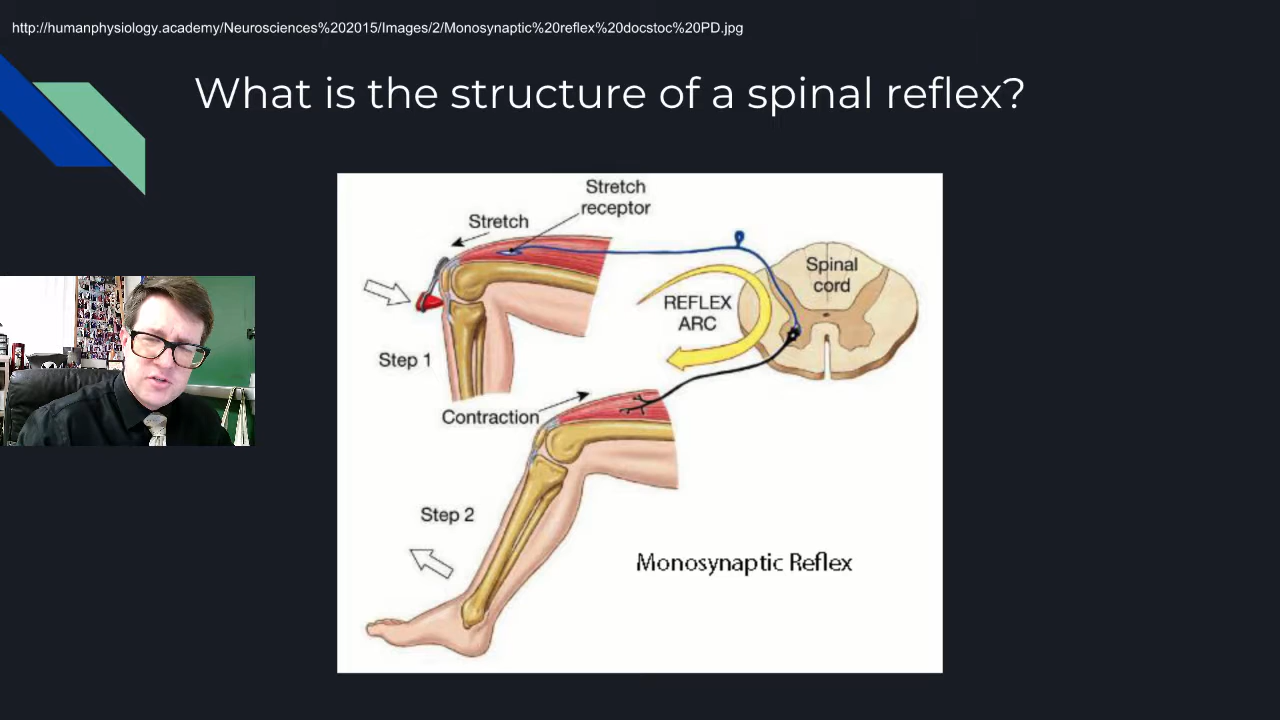 http://humanphysiology.academy/Neurosciences%202015/Images/2/Monosynaptic%20reflex%20docstoc%20PD.jpg
What is the structure of a spinal reflex?
Stretch
receptor
Stretch
Spinal
cord
REFLEX
ARC
Step 1
Contraction
Step 2
Monosynaptic Reflex